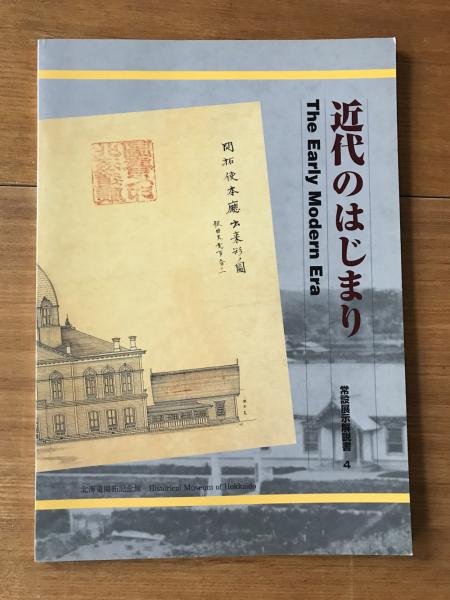 近代のはじまり
The Early Modern Era
常設展示解説書 4
開拓使本廳出来形ノ圖
北海道開拓記念館 Historical Museum of Hokkaido